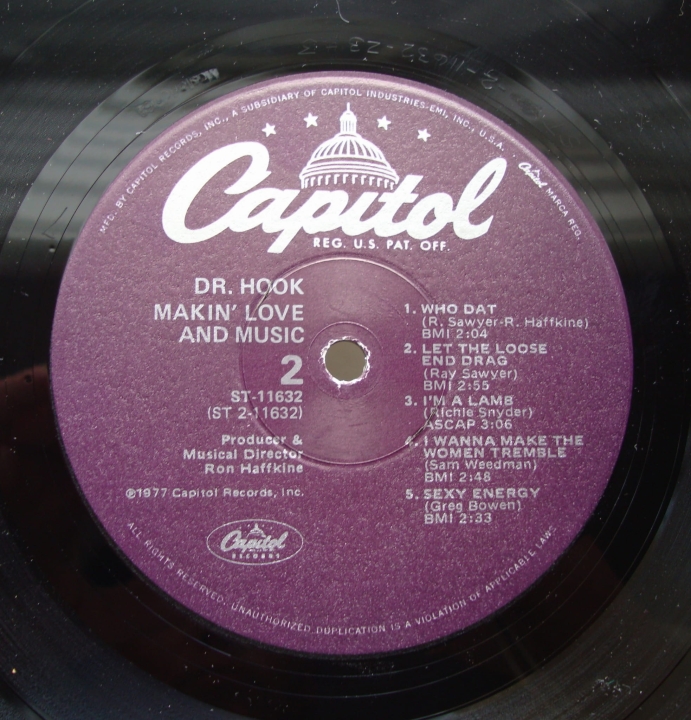 MFG. BY CAPITOL RECORDS, INC., A SUBSIDIARY OF CAPITOL INDUSTRIES-EMI, INC., U.S.A. · Capitol MARCA REG.
Capitol
REG. U.S. PAT. OFF.
DR. HOOK
MAKIN' LOVE
AND MUSIC
2
ST-11632
(ST 2-11632)
Producer &
Musical Director
Ron Haffkine
℗1977 Capitol Records, Inc.
1. WHO DAT
(R. Sawyer-R. Haffkine)
BMI 2:04
2. LET THE LOOSE
END DRAG
(Ray Sawyer)
BMI 2:55
3. I'M A LAMB
(Richie Snyder)
ASCAP 3:06
4. I WANNA MAKE THE
WOMEN TREMBLE
(Sam Weedman)
BMI 2:48
5. SEXY ENERGY
(Greg Bowen)
BMI 2:33
Capitol
RECORDS
ALL RIGHTS RESERVED. UNAUTHORIZED DUPLICATION IS A VIOLATION OF APPLICABLE LAWS